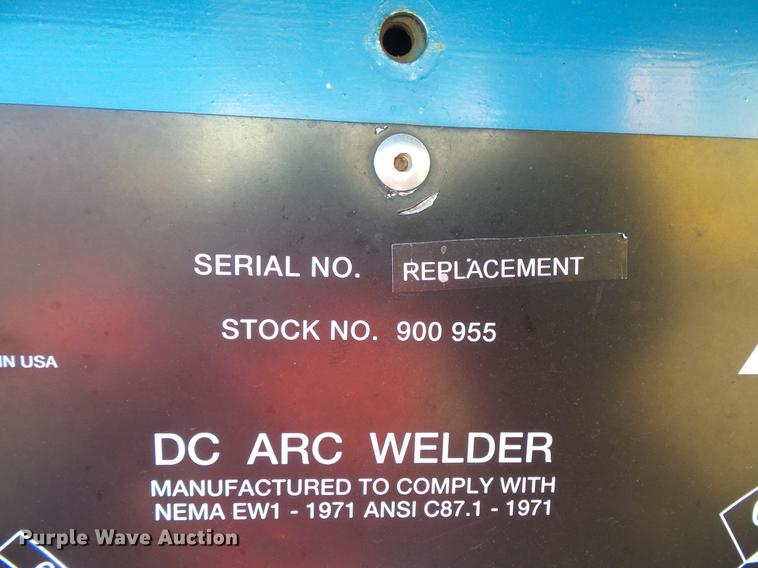 SERIAL NO. REPLACEMENT
STOCK NO. 900 955
IN USA
DC ARC WELDER
MANUFACTURED TO COMPLY WITH
NEMA EW1 - 1971 ANSI C87.1 - 1971
Purple Wave Auction